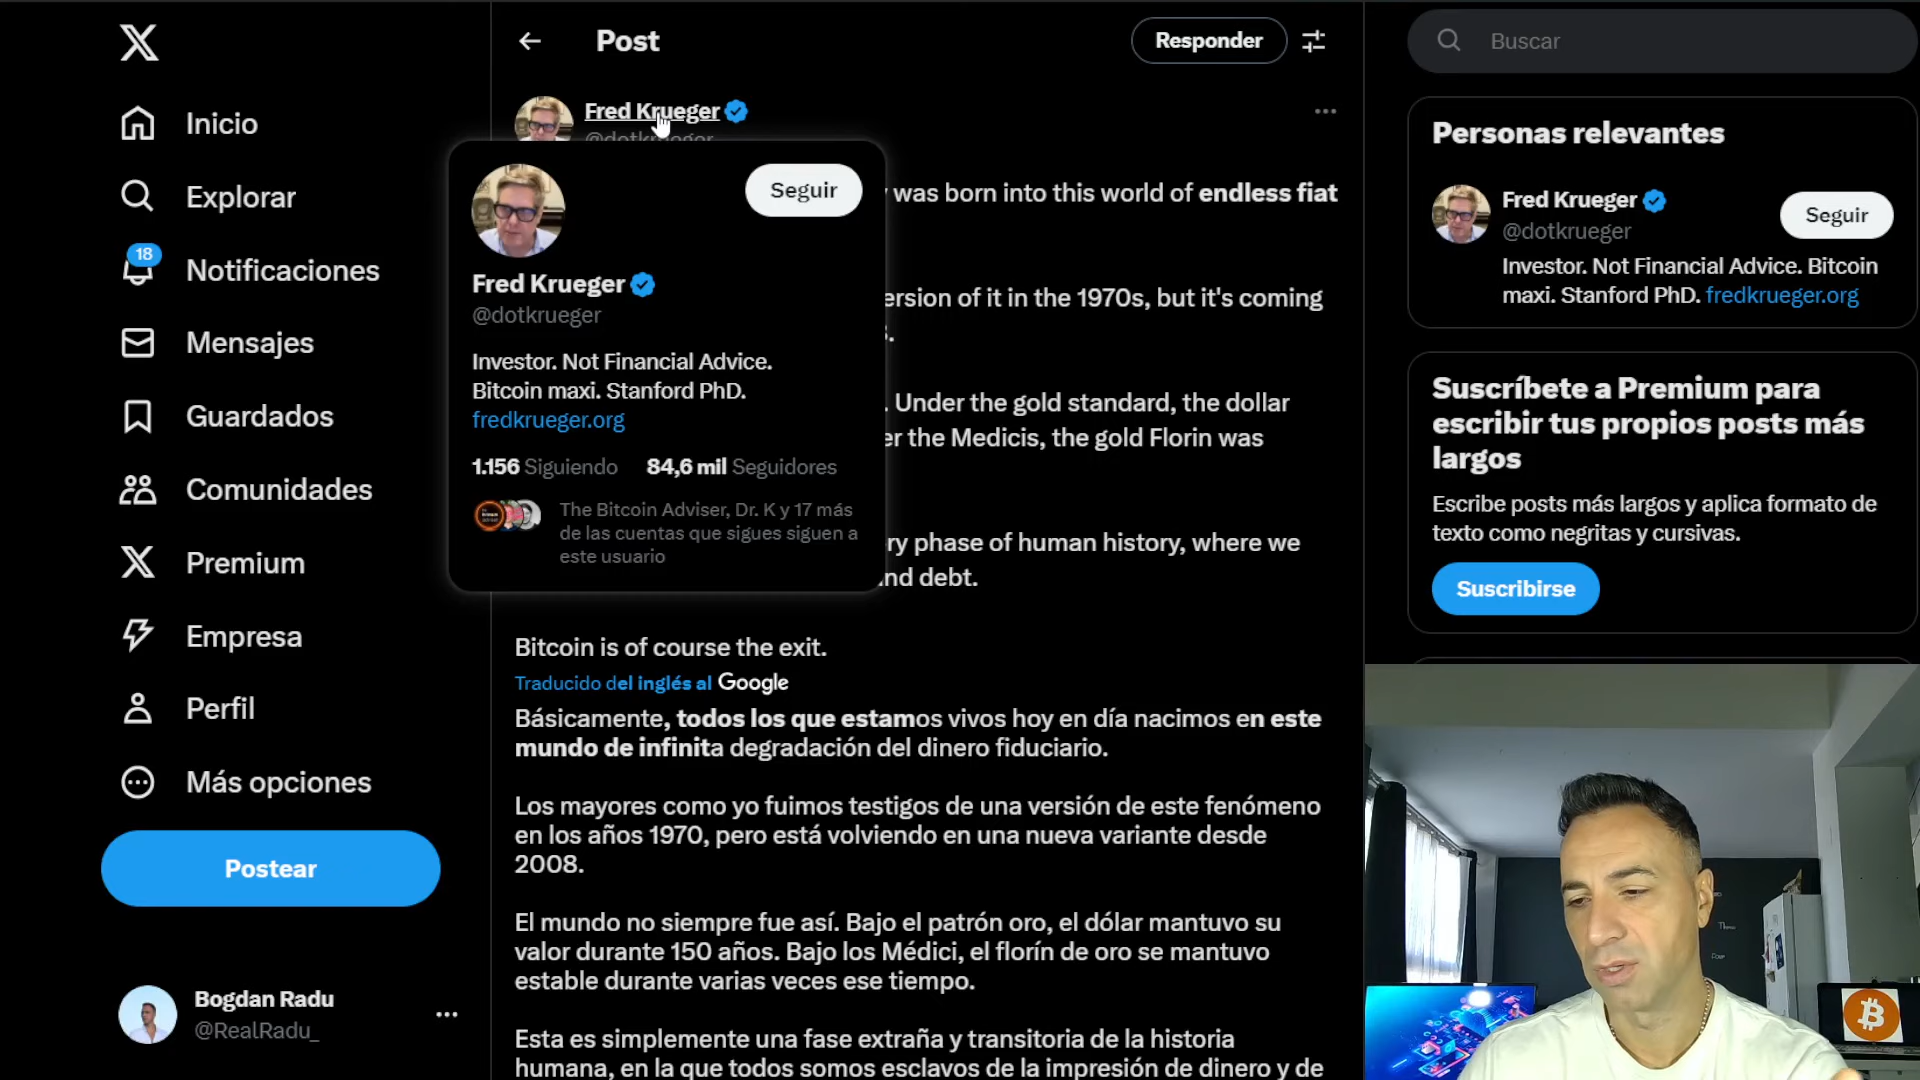 Inicio
Explorar
18
Notificaciones
Mensajes
Guardados
Comunidades
Premium
Empresa
Perfil
Más opciones
Postear
Bogdan Radu
@RealRadu_
Post
Responder
Fred Krueger
@dotkrueger
Seguir
Fred Krueger
@dotkrueger
Investor. Not Financial Advice.
Bitcoin maxi. Stanford PhD.
fredkrueger.org
1.156 Siguiendo 84,6 mil Seguidores
The Bitcoin Adviser, Dr. K y 17 más
de las cuentas que sigues siguen a
este usuario
was born into this world of endless fiat
ersion of it in the 1970s, but it's coming
. Under the gold standard, the dollar
er the Medicis, the gold Florin was
ry phase of human history, where we
nd debt.
Bitcoin is of course the exit.
Traducido del inglés al Google
Básicamente, todos los que estamos vivos hoy en día nacimos en este
mundo de infinita degradación del dinero fiduciario.
Los mayores como yo fuimos testigos de una versión de este fenómeno
en los años 1970, pero está volviendo en una nueva variante desde
2008.
El mundo no siempre fue así. Bajo el patrón oro, el dólar mantuvo su
valor durante 150 años. Bajo los Médici, el florín de oro se mantuvo
estable durante varias veces ese tiempo.
Esta es simplemente una fase extraña y transitoria de la historia
humana, en la que todos somos esclavos de la impresión de dinero y de
Buscar
Personas relevantes
Fred Krueger
@dotkrueger
Seguir
Investor. Not Financial Advice. Bitcoin
maxi. Stanford PhD. fredkrueger.org
Suscríbete a Premium para
escribir tus propios posts más
largos
Escribe posts más largos y aplica formato de
texto como negritas y cursivas.
Suscribirse